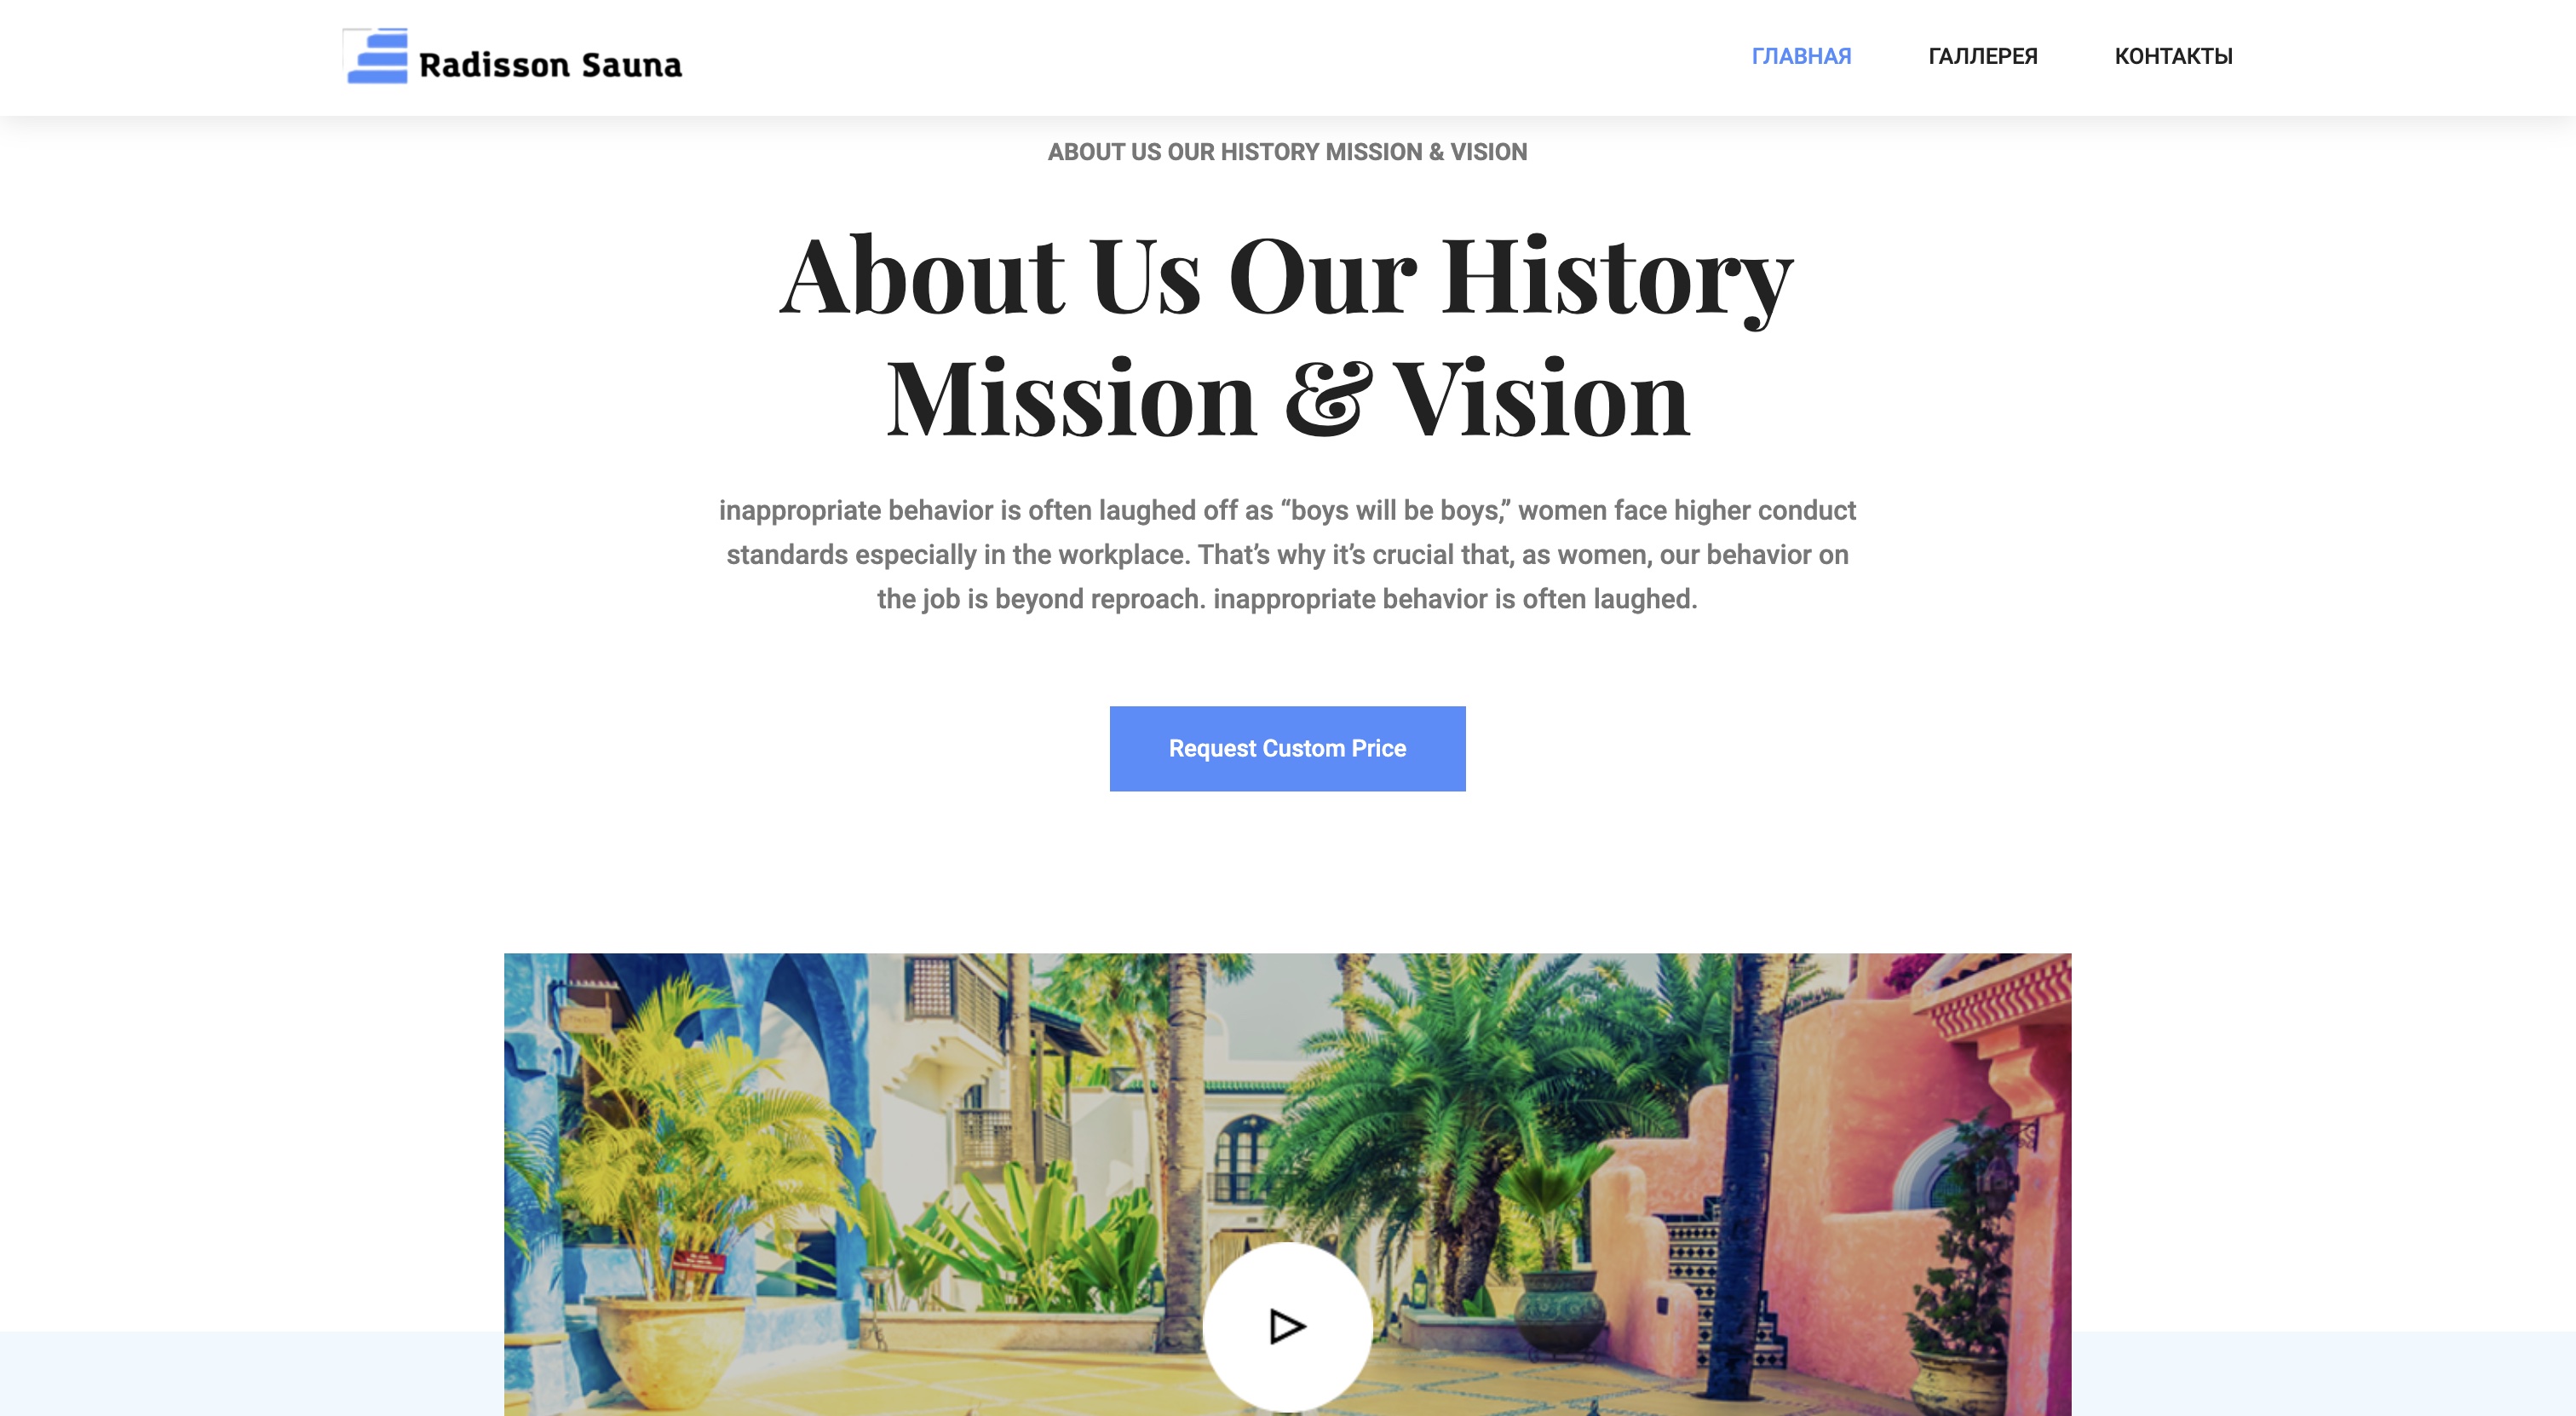 Radisson Sauna
ГЛАВНАЯ
ГАЛЛЕРЕЯ
КОНТАКТЫ
ABOUT US OUR HISTORY MISSION & VISION
About Us Our History
Mission & Vision
inappropriate behavior is often laughed off as “boys will be boys,” women face higher conduct
standards especially in the workplace. That’s why it’s crucial that, as women, our behavior on
the job is beyond reproach. inappropriate behavior is often laughed.
Request Custom Price